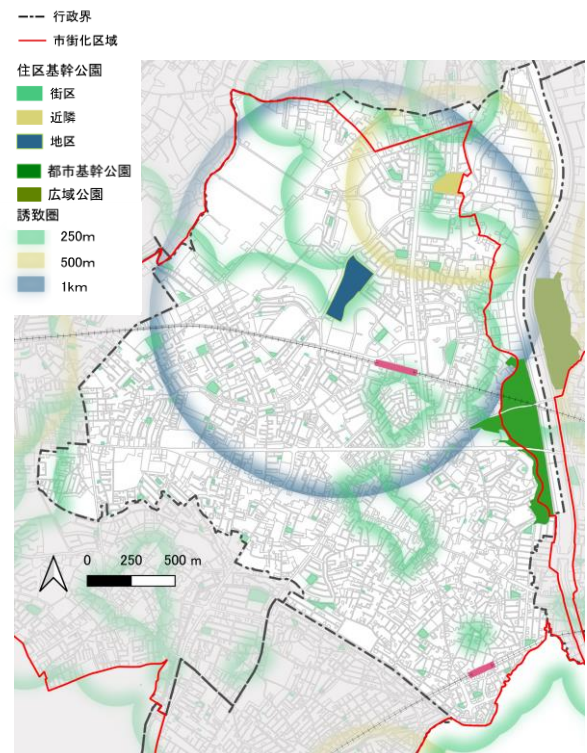 行政界
市街化区域
住区基幹公園
街区
近隣
地区
都市基幹公園
広域公園
誘致圏
250m
500m
1km
0 250 500 m